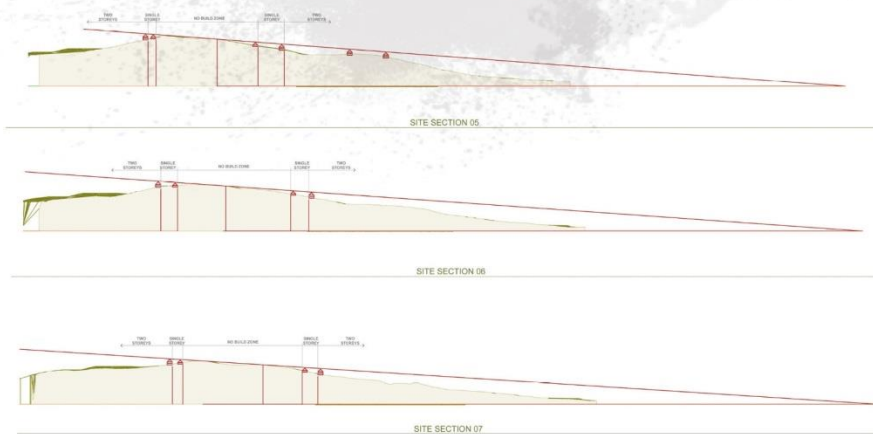 TWO STOREYS
SINGLE STOREY
NO BUILD ZONE
SINGLE STOREY
TWO STOREYS
SITE SECTION 05
TWO STOREYS
SINGLE STOREY
NO BUILD ZONE
SINGLE STOREY
TWO STOREYS
SITE SECTION 06
TWO STOREYS
SINGLE STOREY
NO BUILD ZONE
SINGLE STOREY
TWO STOREYS
SITE SECTION 07